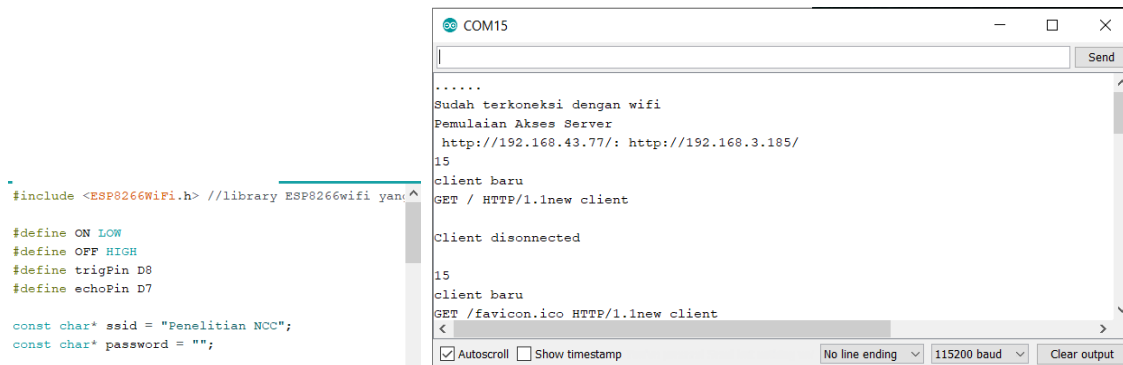 #include <ESP8266WiFi.h> //library ESP8266wifi yang
#define ON LOW
#define OFF HIGH
#define trigPin D8
#define echoPin D7
const char* ssid = "Penelitian NCC";
const char* password = "";
COM15
Send
......
Sudah terkoneksi dengan wifi
Pemulaian Akses Server
http://192.168.43.77/: http://192.168.3.185/
15
client baru
GET / HTTP/1.1new client
Client disonnected
15
client baru
GET /favicon.ico HTTP/1.1new client
Autoscroll Show timestamp No line ending 115200 baud Clear output